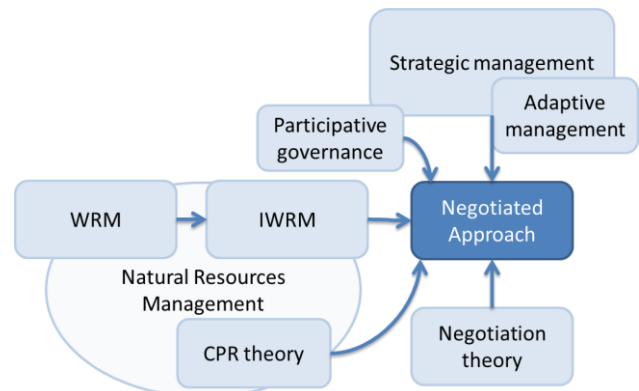 Strategic management
Adaptive
management
Participative
governance
WRM
IWRM
Negotiated
Approach
Natural Resources
Management
CPR theory
Negotiation
theory